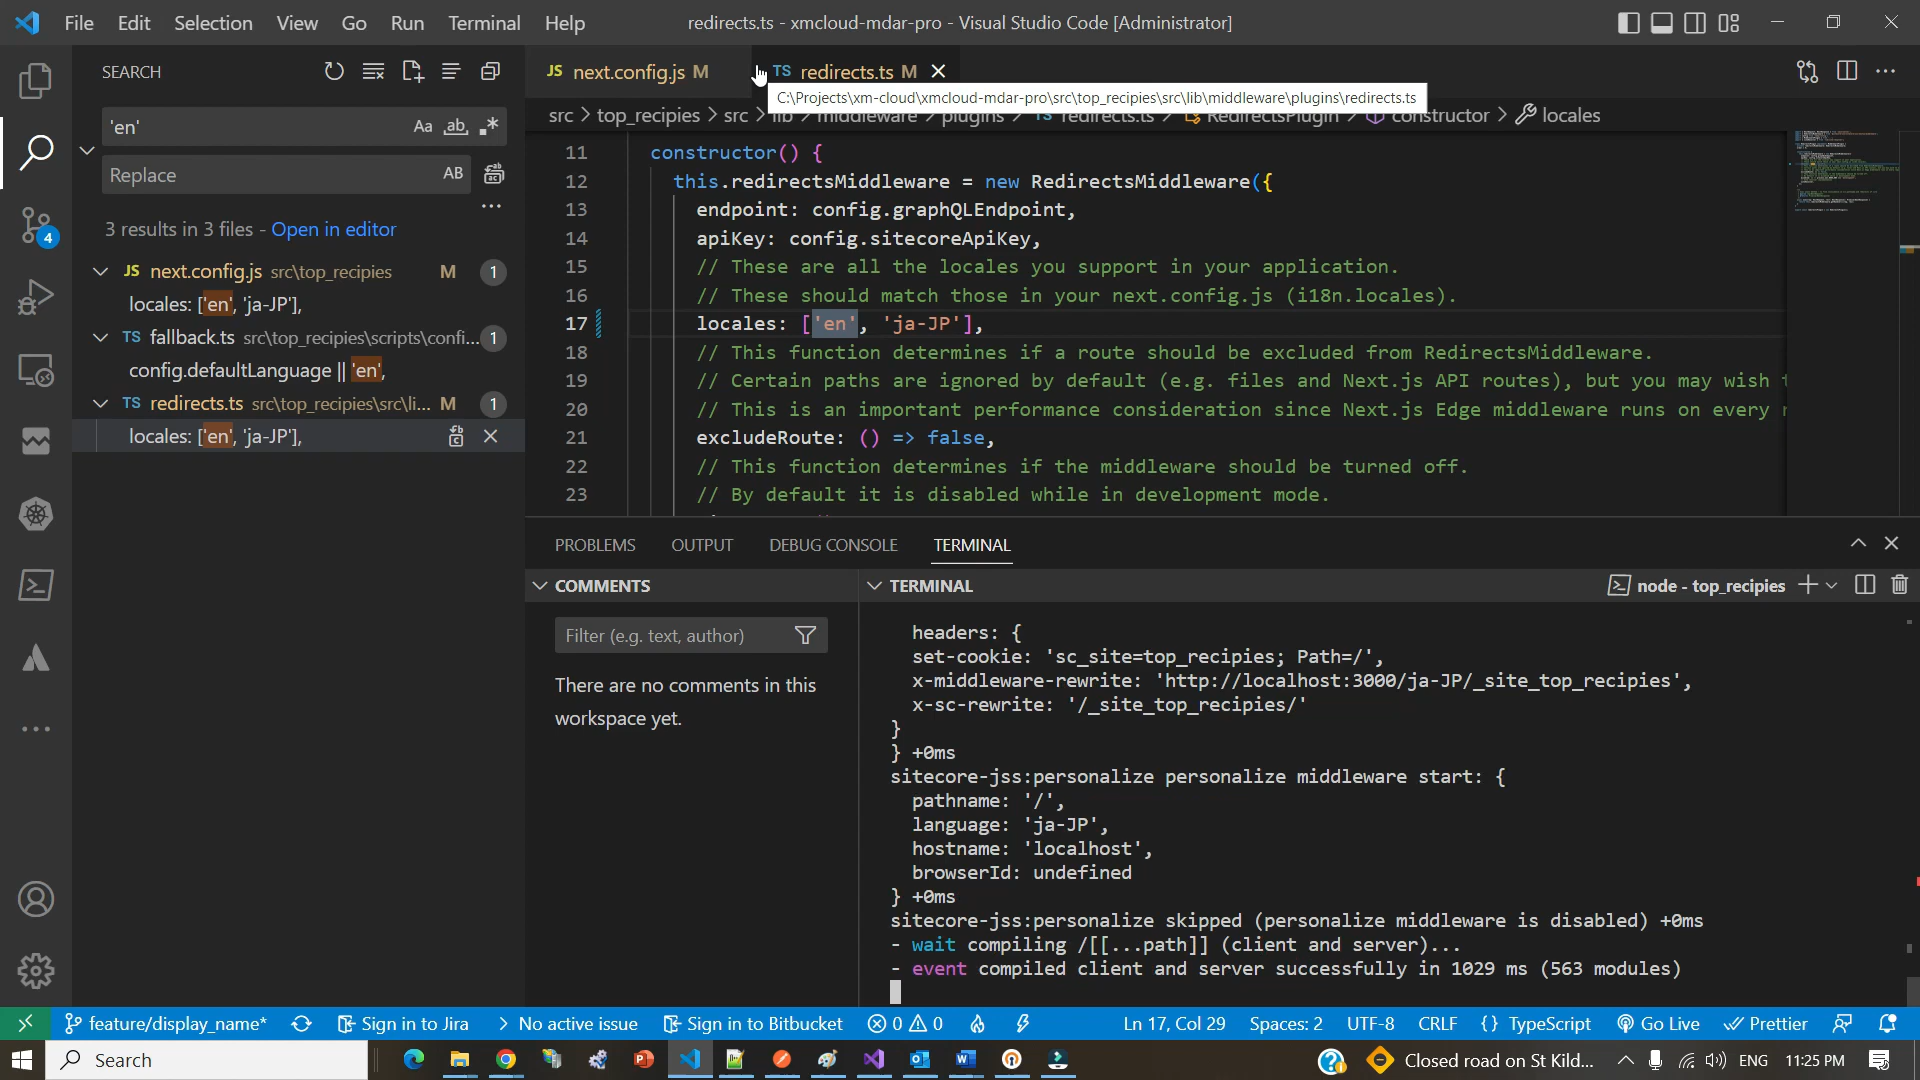 File Edit Selection View Go Run Terminal Help
redirects.ts - xmcloud-mdar-pro - Visual Studio Code [Administrator]
SEARCH
'en'
Aa ab .*
Replace
AB
3 results in 3 files - Open in editor
JS next.config.js src\top_recipies M 1
locales: ['en', 'ja-JP'],
TS fallback.ts src\top_recipies\scripts\confi... 1
config.defaultLanguage || 'en',
TS redirects.ts src\top_recipies\src\li... M 1
locales: ['en', 'ja-JP'],
4
JS next.config.js M
TS redirects.ts M
C:\Projects\xm-cloud\xmcloud-mdar-pro\src\top_recipies\src\lib\middleware\plugins\redirects.ts
src > top_recipies > src > lib > middleware > plugins > TS redirects.ts > RedirectsPlugin > constructor > locales
11 constructor() {
12 this.redirectsMiddleware = new RedirectsMiddleware({
13 endpoint: config.graphQLEndpoint,
14 apiKey: config.sitecoreApiKey,
15 // These are all the locales you support in your application.
16 // These should match those in your next.config.js (i18n.locales).
17 locales: ['en', 'ja-JP'],
18 // This function determines if a route should be excluded from RedirectsMiddleware.
19 // Certain paths are ignored by default (e.g. files and Next.js API routes), but you may wish
20 // This is an important performance consideration since Next.js Edge middleware runs on every
21 excludeRoute: () => false,
22 // This function determines if the middleware should be turned off.
23 // By default it is disabled while in development mode.
PROBLEMS OUTPUT DEBUG CONSOLE TERMINAL
COMMENTS
Filter (e.g. text, author)
There are no comments in this
workspace yet.
TERMINAL
node - top_recipies
headers: {
set-cookie: 'sc_site=top_recipies; Path=/',
x-middleware-rewrite: 'http://localhost:3000/ja-JP/_site_top_recipies',
x-sc-rewrite: '/_site_top_recipies/'
}
} +0ms
sitecore-jss:personalize personalize middleware start: {
pathname: '/',
language: 'ja-JP',
hostname: 'localhost',
browserId: undefined
} +0ms
sitecore-jss:personalize skipped (personalize middleware is disabled) +0ms
- wait compiling /[[...path]] (client and server)...
- event compiled client and server successfully in 1029 ms (563 modules)
feature/display_name* Sign in to Jira No active issue Sign in to Bitbucket 0 0 Ln 17, Col 29 Spaces: 2 UTF-8 CRLF {} TypeScript Go Live Prettier
Search
Closed road on St Kild... ENG 11:25 PM